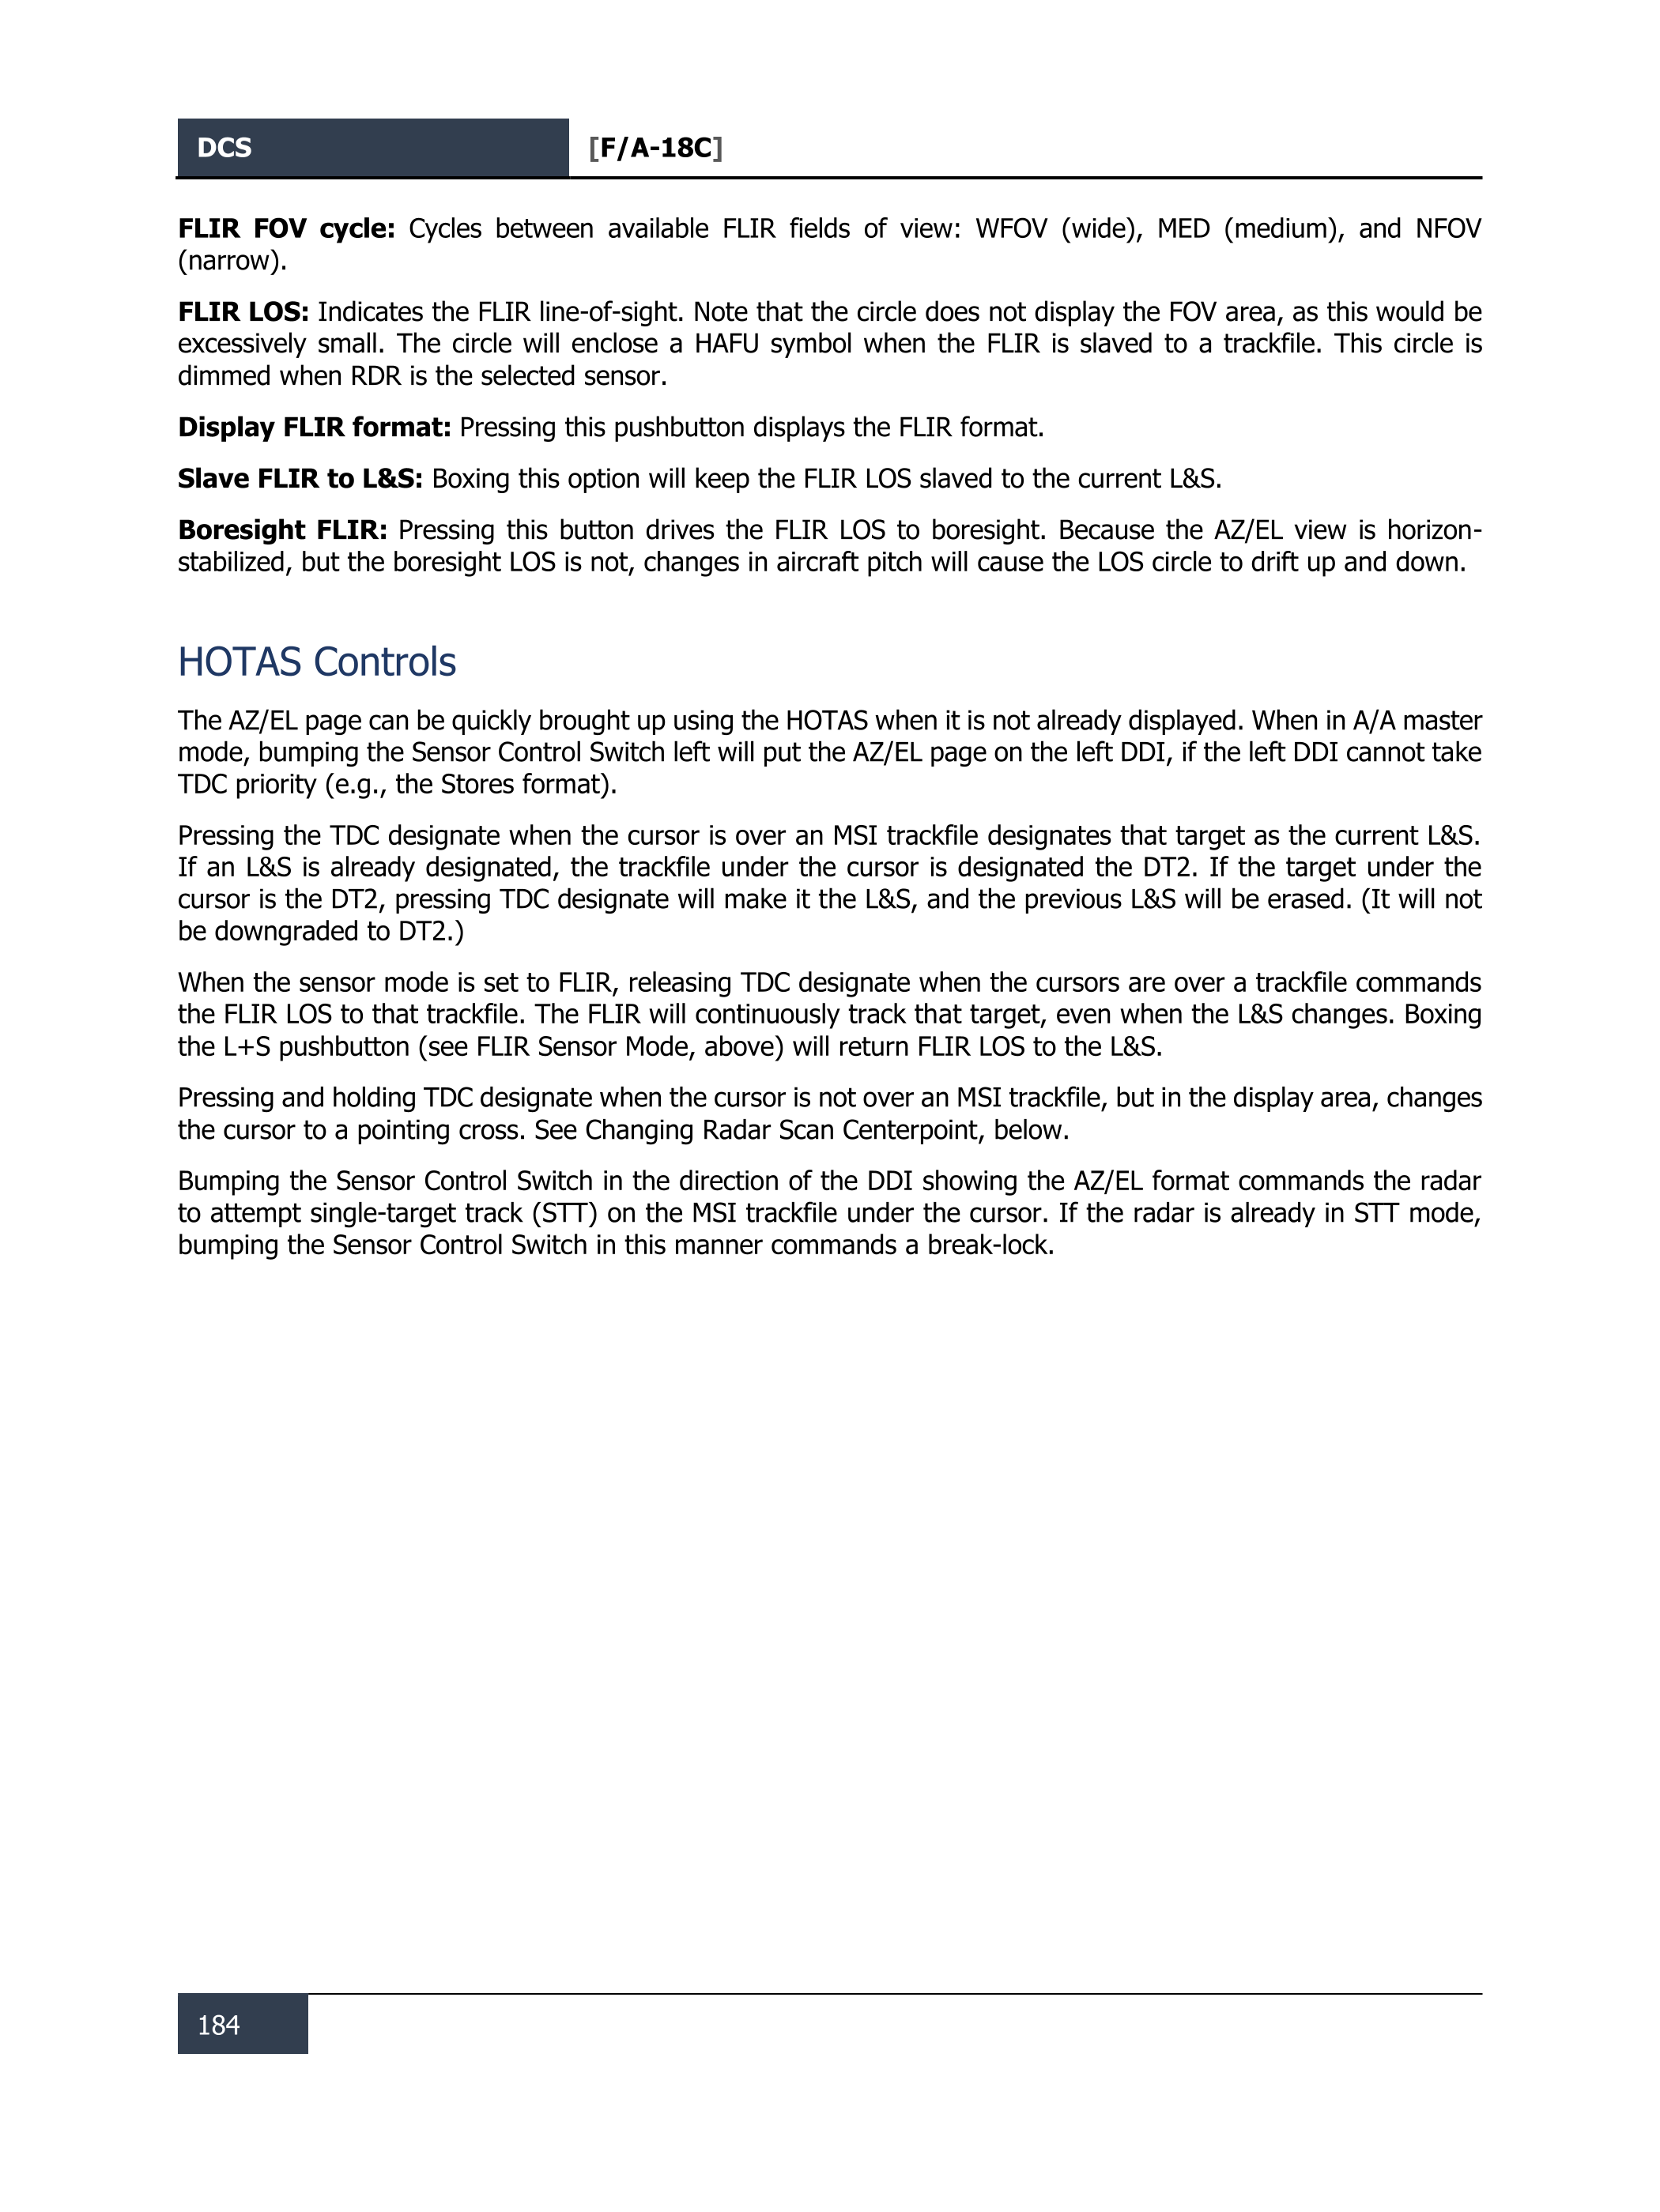 DCS
[F/A-18C]
FLIR FOV cycle: Cycles between available FLIR fields of view: WFOV (wide), MED (medium), and NFOV
(narrow).
FLIR LOS: Indicates the FLIR line-of-sight. Note that the circle does not display the FOV area, as this would be
excessively small. The circle will enclose a HAFU symbol when the FLIR is slaved to a trackfile. This circle is
dimmed when RDR is the selected sensor.
Display FLIR format: Pressing this pushbutton displays the FLIR format.
Slave FLIR to L&S: Boxing this option will keep the FLIR LOS slaved to the current L&S.
Boresight FLIR: Pressing this button drives the FLIR LOS to boresight. Because the AZ/EL view is horizon-
stabilized, but the boresight LOS is not, changes in aircraft pitch will cause the LOS circle to drift up and down.
HOTAS Controls
The AZ/EL page can be quickly brought up using the HOTAS when it is not already displayed. When in A/A master
mode, bumping the Sensor Control Switch left will put the AZ/EL page on the left DDI, if the left DDI cannot take
TDC priority (e.g., the Stores format).
Pressing the TDC designate when the cursor is over an MSI trackfile designates that target as the current L&S.
If an L&S is already designated, the trackfile under the cursor is designated the DT2. If the target under the
cursor is the DT2, pressing TDC designate will make it the L&S, and the previous L&S will be erased. (It will not
be downgraded to DT2.)
When the sensor mode is set to FLIR, releasing TDC designate when the cursors are over a trackfile commands
the FLIR LOS to that trackfile. The FLIR will continuously track that target, even when the L&S changes. Boxing
the L+S pushbutton (see FLIR Sensor Mode, above) will return FLIR LOS to the L&S.
Pressing and holding TDC designate when the cursor is not over an MSI trackfile, but in the display area, changes
the cursor to a pointing cross. See Changing Radar Scan Centerpoint, below.
Bumping the Sensor Control Switch in the direction of the DDI showing the AZ/EL format commands the radar
to attempt single-target track (STT) on the MSI trackfile under the cursor. If the radar is already in STT mode,
bumping the Sensor Control Switch in this manner commands a break-lock.
184